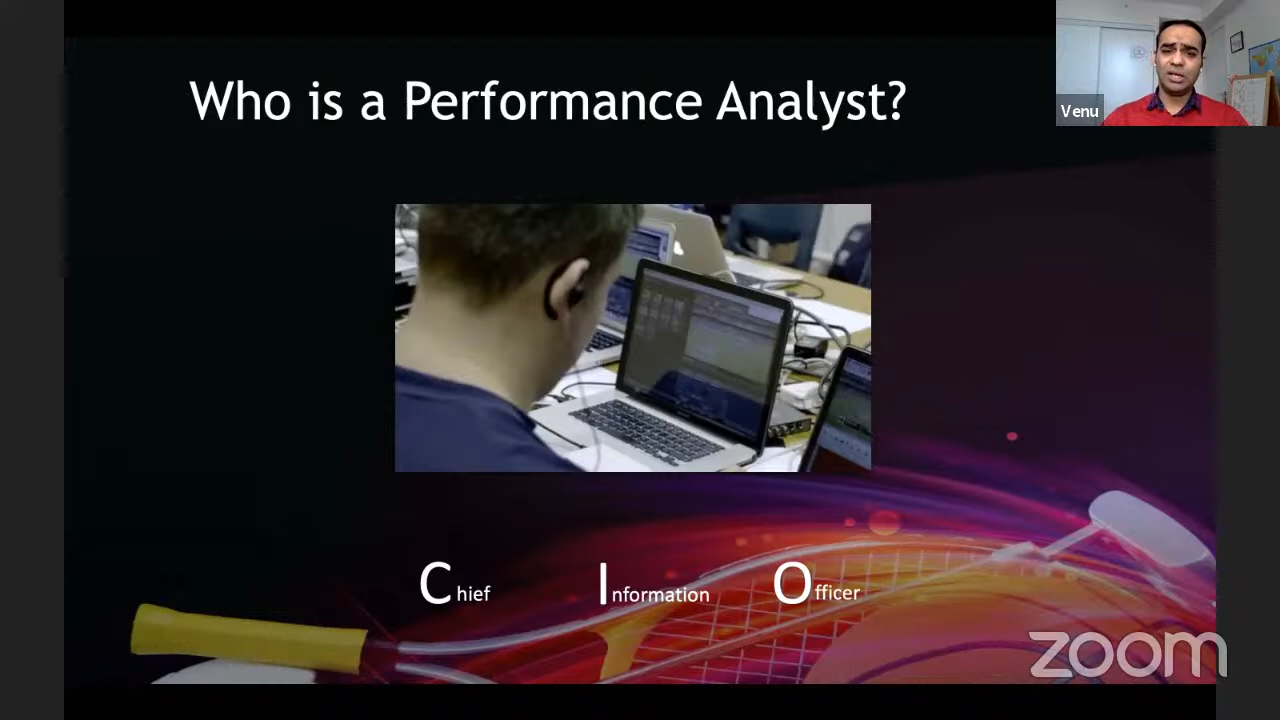 Who is a Performance Analyst?
Venu
Chief Information Officer
zoom